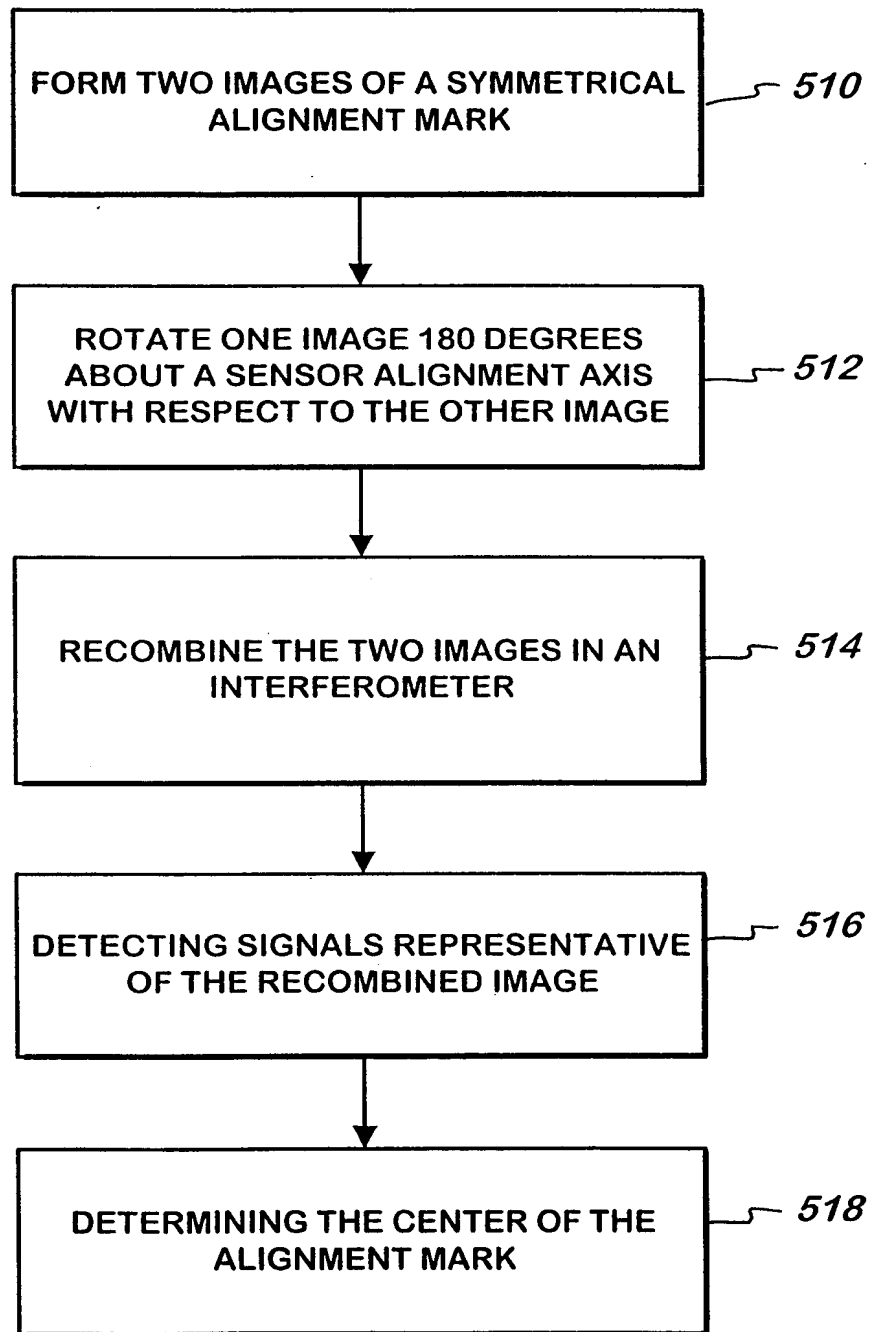 FORM TWO IMAGES OF A SYMMETRICAL
ALIGNMENT MARK
510
ROTATE ONE IMAGE 180 DEGREES
ABOUT A SENSOR ALIGNMENT AXIS
WITH RESPECT TO THE OTHER IMAGE
512
RECOMBINE THE TWO IMAGES IN AN
INTERFEROMETER
514
DETECTING SIGNALS REPRESENTATIVE
OF THE RECOMBINED IMAGE
516
DETERMINING THE CENTER OF THE
ALIGNMENT MARK
518